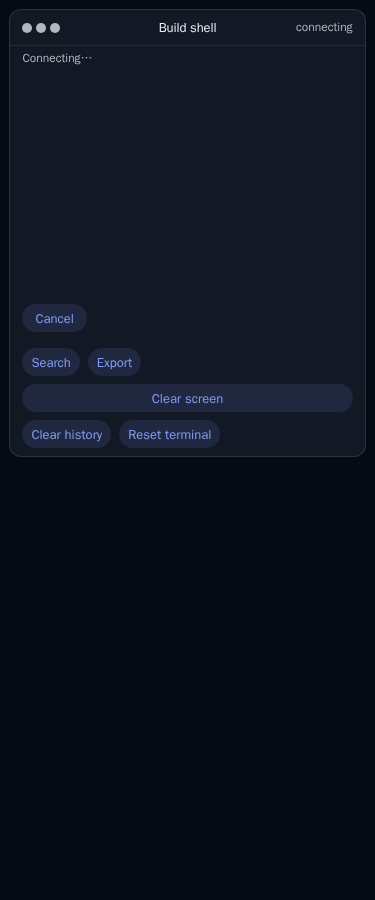 Build shell connecting
Connecting···
Cancel
Search Export
Clear screen
Clear history Reset terminal